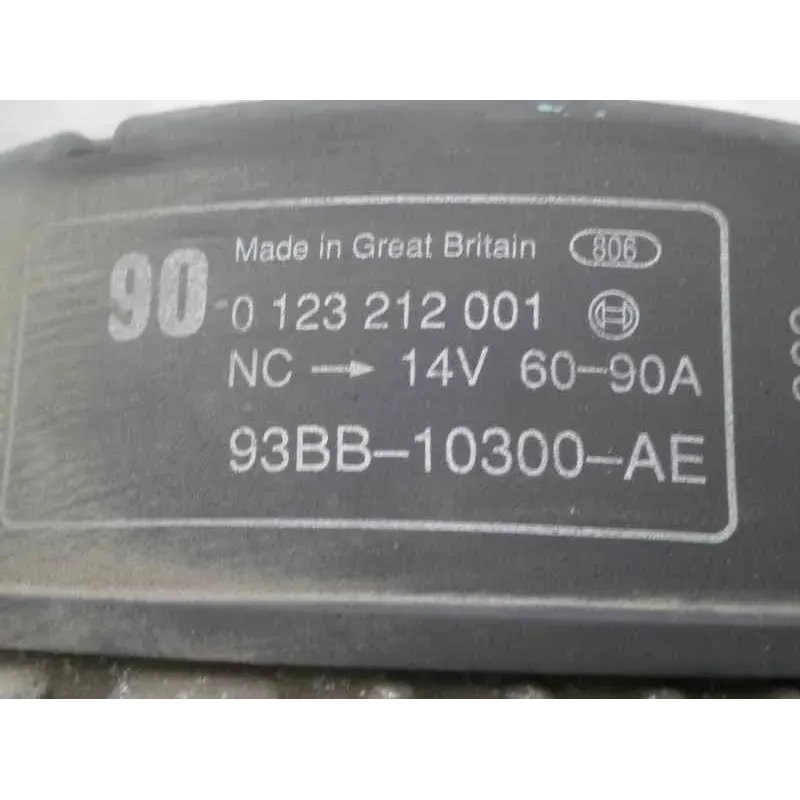 Made in Great Britain 806
90 0 123 212 001
NC → 14V 60-90A
93BB-10300-AE